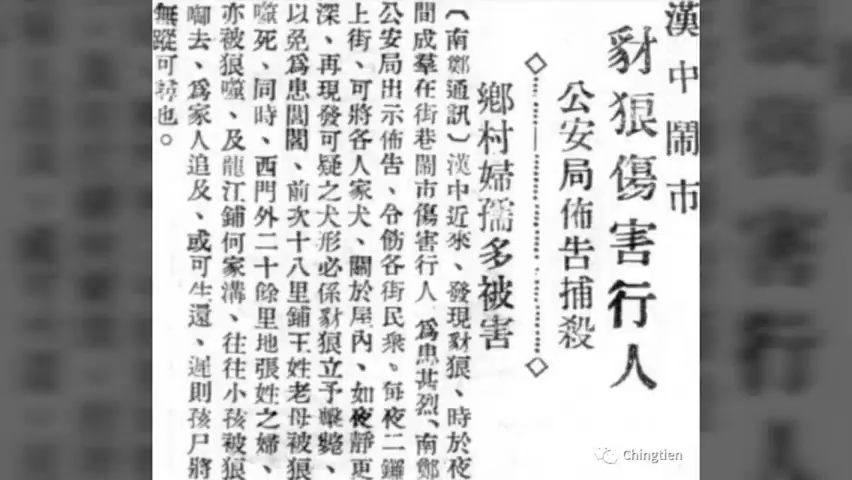 漢中鬧市
豺狼傷害行人
公安局佈告捕殺
鄉村婦孺多被害
(南鄭通訊)漢中近來、發現豺狼、時於夜
間成羣在街巷鬧市傷害行人、爲患甚烈、南鄭
公安局出示佈告、令飭各街民衆。每夜二鑼
上街、可將各人家犬、關於屋內、如夜靜更
深、再現發可疑之犬形必係豺狼立予擊斃、
以免爲患閭閻、前次十八里鋪王姓老母被狼
噬死、同時、西門外二十餘里地張姓之婦、
亦被狼噬、及龍江鋪何家溝、往往小孩被狼
啣去、爲家人追及、或可生還、遲則孩尸將
無蹤可尋也。
Chingtien